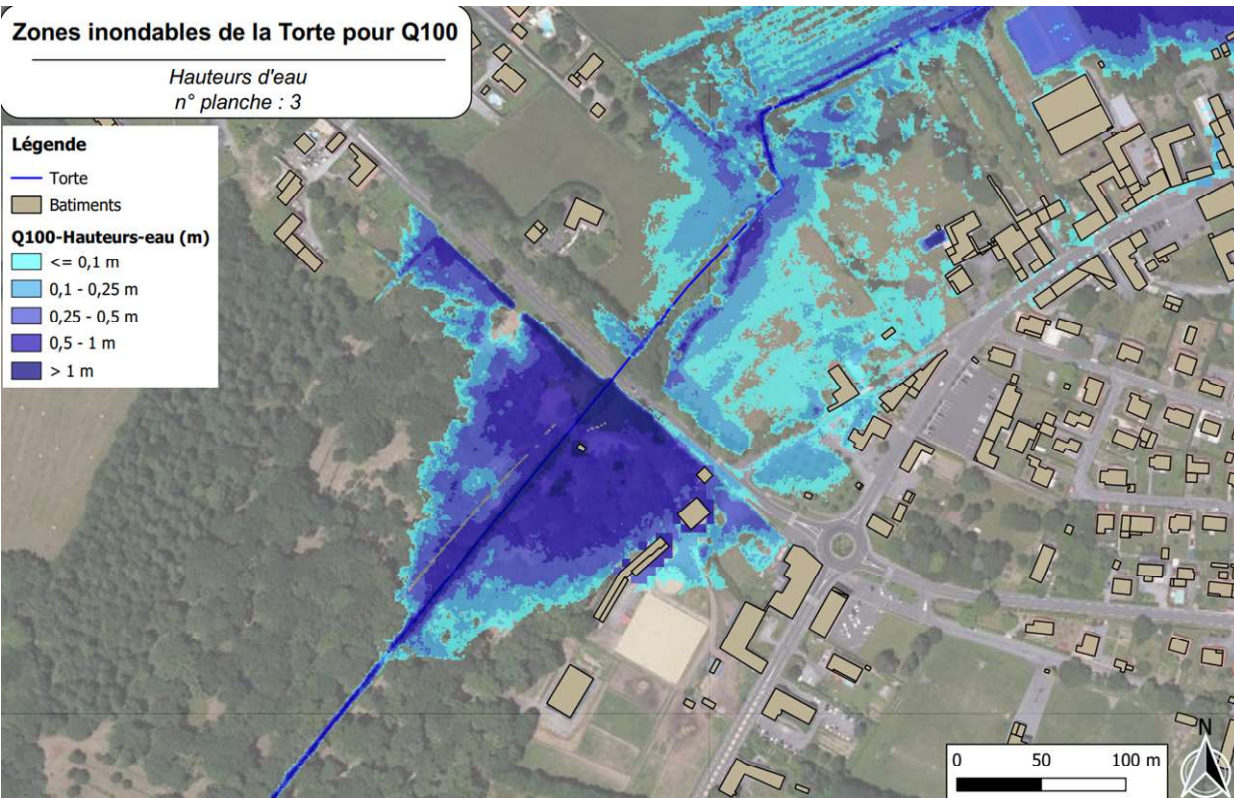 Zones inondables de la Torte pour Q100
Hauteurs d'eau
n° planche : 3
Légende
Torte
Batiments
Q100-Hauteurs-eau (m)
<= 0,1 m
0,1 - 0,25 m
0,25 - 0,5 m
0,5 - 1 m
> 1 m
N
0 50 100 m